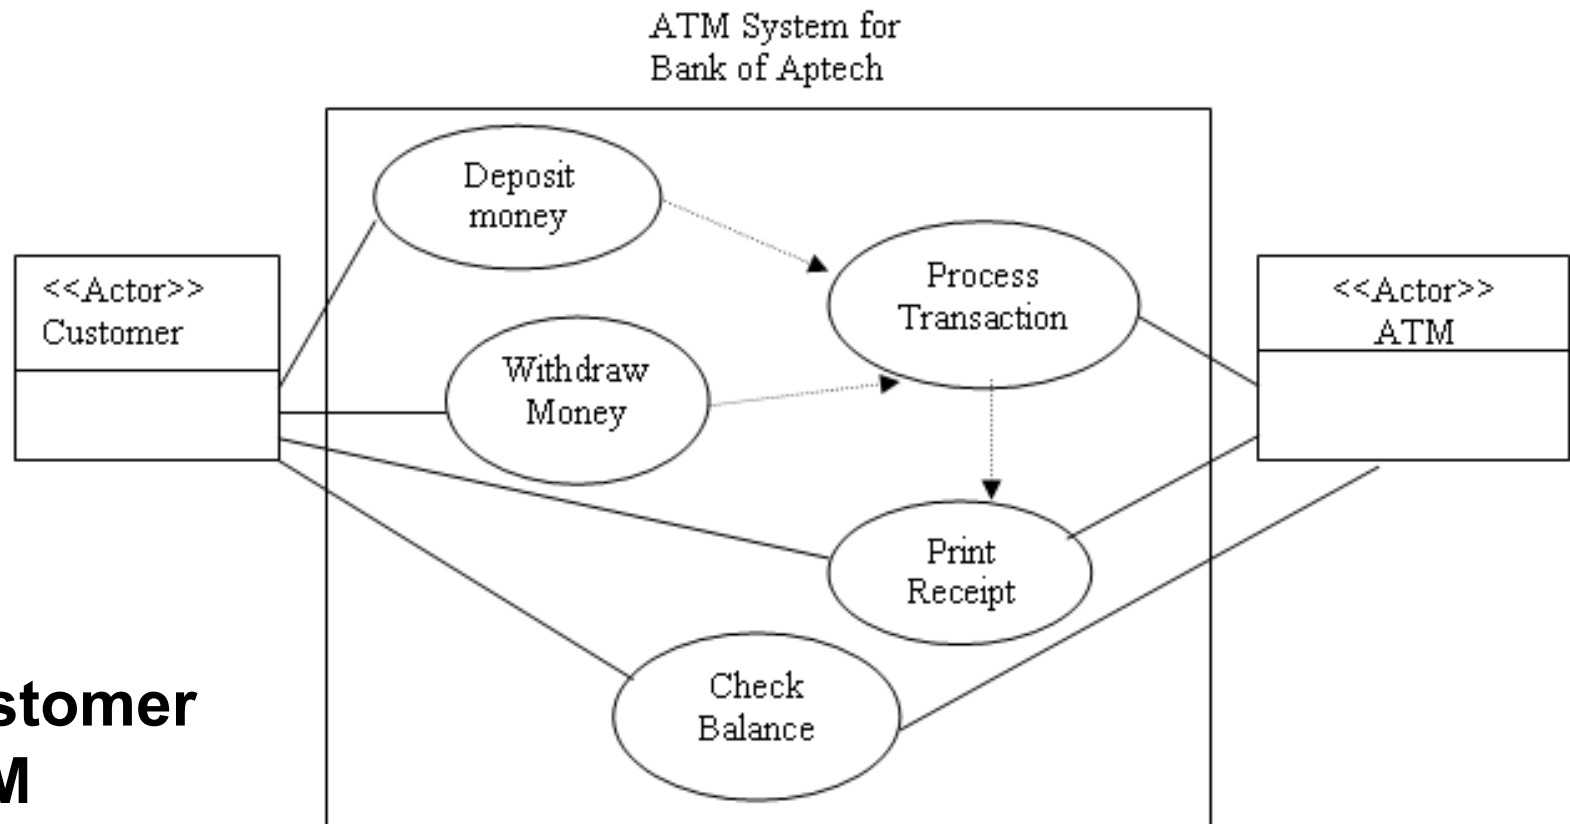 ATM System for
Bank of Aptech
Deposit
money
<<Actor>>
Customer
Process
Transaction
<<Actor>>
ATM
Withdraw
Money
Print
Receipt
Check
Balance
stomer
M